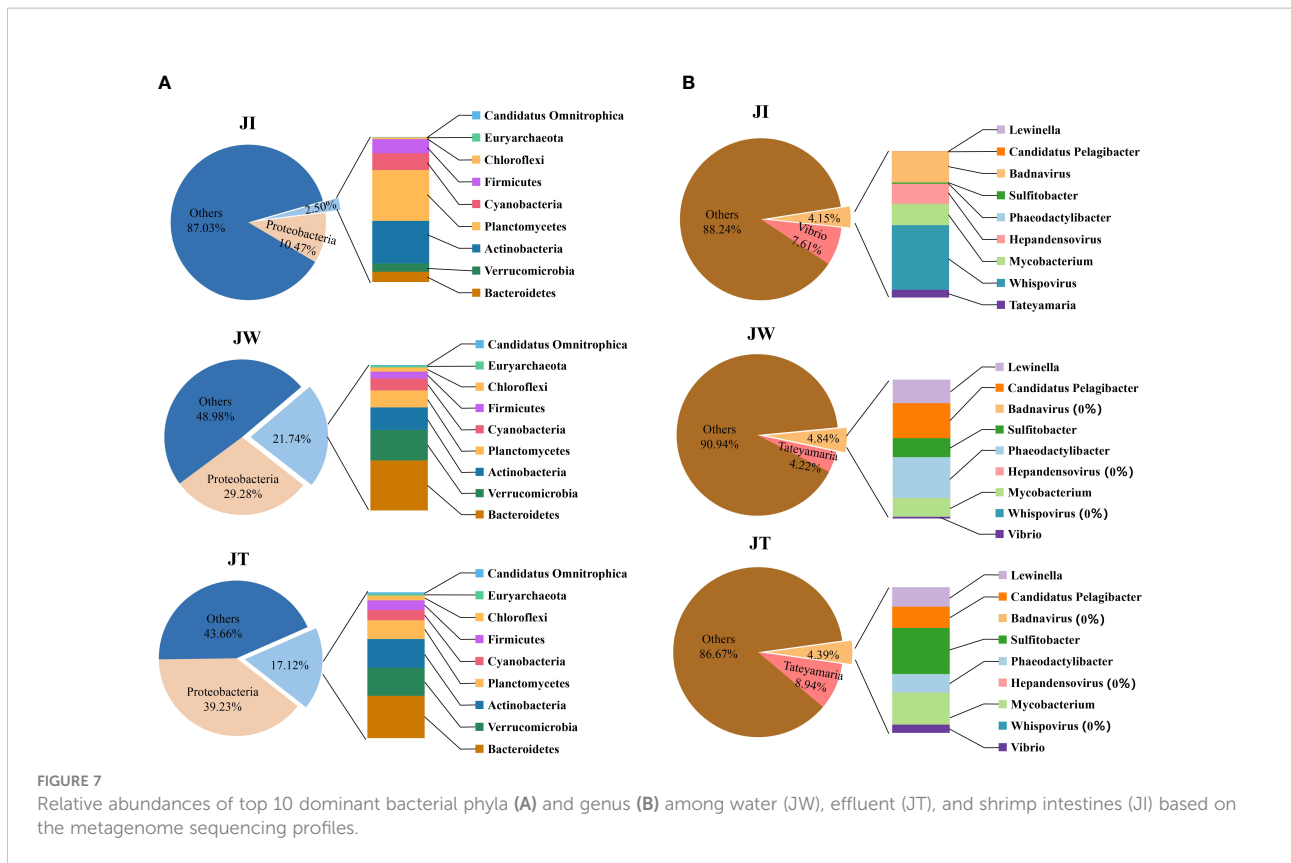 A
JI
Others
87.03%
2.50%
Proteobacteria
10.47%
Candidatus Omnitrophica
Euryarchaeota
Chloroflexi
Firmicutes
Cyanobacteria
Planctomycetes
Actinobacteria
Verrucomicrobia
Bacteroidetes
JW
Others
48.98%
21.74%
Proteobacteria
29.28%
Candidatus Omnitrophica
Euryarchaeota
Chloroflexi
Firmicutes
Cyanobacteria
Planctomycetes
Actinobacteria
Verrucomicrobia
Bacteroidetes
JT
Others
43.66%
17.12%
Proteobacteria
39.23%
Candidatus Omnitrophica
Euryarchaeota
Chloroflexi
Firmicutes
Cyanobacteria
Planctomycetes
Actinobacteria
Verrucomicrobia
Bacteroidetes
B
JI
Others
88.24%
4.15%
Vibrio
7.61%
Lewinella
Candidatus Pelagibacter
Badnavirus
Sulfitobacter
Phaeodactylibacter
Hepandensovirus
Mycobacterium
Whispovirus
Tateyamaria
JW
Others
90.94%
4.84%
Tateyamaria
4.22%
Lewinella
Candidatus Pelagibacter
Badnavirus (0%)
Sulfitobacter
Phaeodactylibacter
Hepandensovirus (0%)
Mycobacterium
Whispovirus (0%)
Vibrio
JT
Others
86.67%
4.39%
Tateyamaria
8.94%
Lewinella
Candidatus Pelagibacter
Badnavirus (0%)
Sulfitobacter
Phaeodactylibacter
Hepandensovirus (0%)
Mycobacterium
Whispovirus (0%)
Vibrio
FIGURE 7
Relative abundances of top 10 dominant bacterial phyla (A) and genus (B) among water (JW), effluent (JT), and shrimp intestines (JI) based on
the metagenome sequencing profiles.